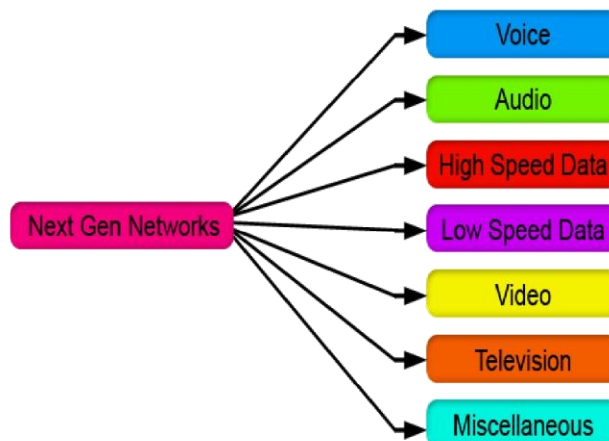 Voice
Audio
High Speed Data
Next Gen Networks
Low Speed Data
Video
Television
Miscellaneous